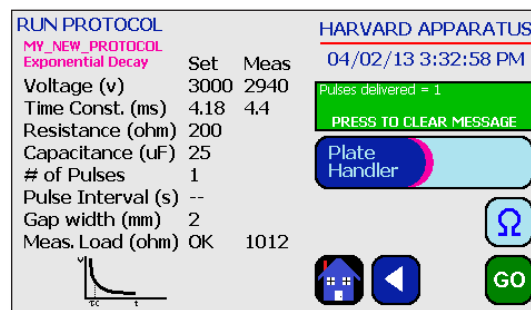 RUN PROTOCOL
MY_NEW_PROTOCOL
Exponential Decay Set Meas
Voltage (v) 3000 2940
Time Const. (ms) 4.18 4.4
Resistance (ohm) 200
Capacitance (uF) 25
# of Pulses 1
Pulse Interval (s) --
Gap width (mm) 2
Meas. Load (ohm) OK 1012
v
τc t
HARVARD APPARATUS
04/02/13 3:32:58 PM
Pulses delivered = 1
PRESS TO CLEAR MESSAGE
Plate
Handler
Ω
GO